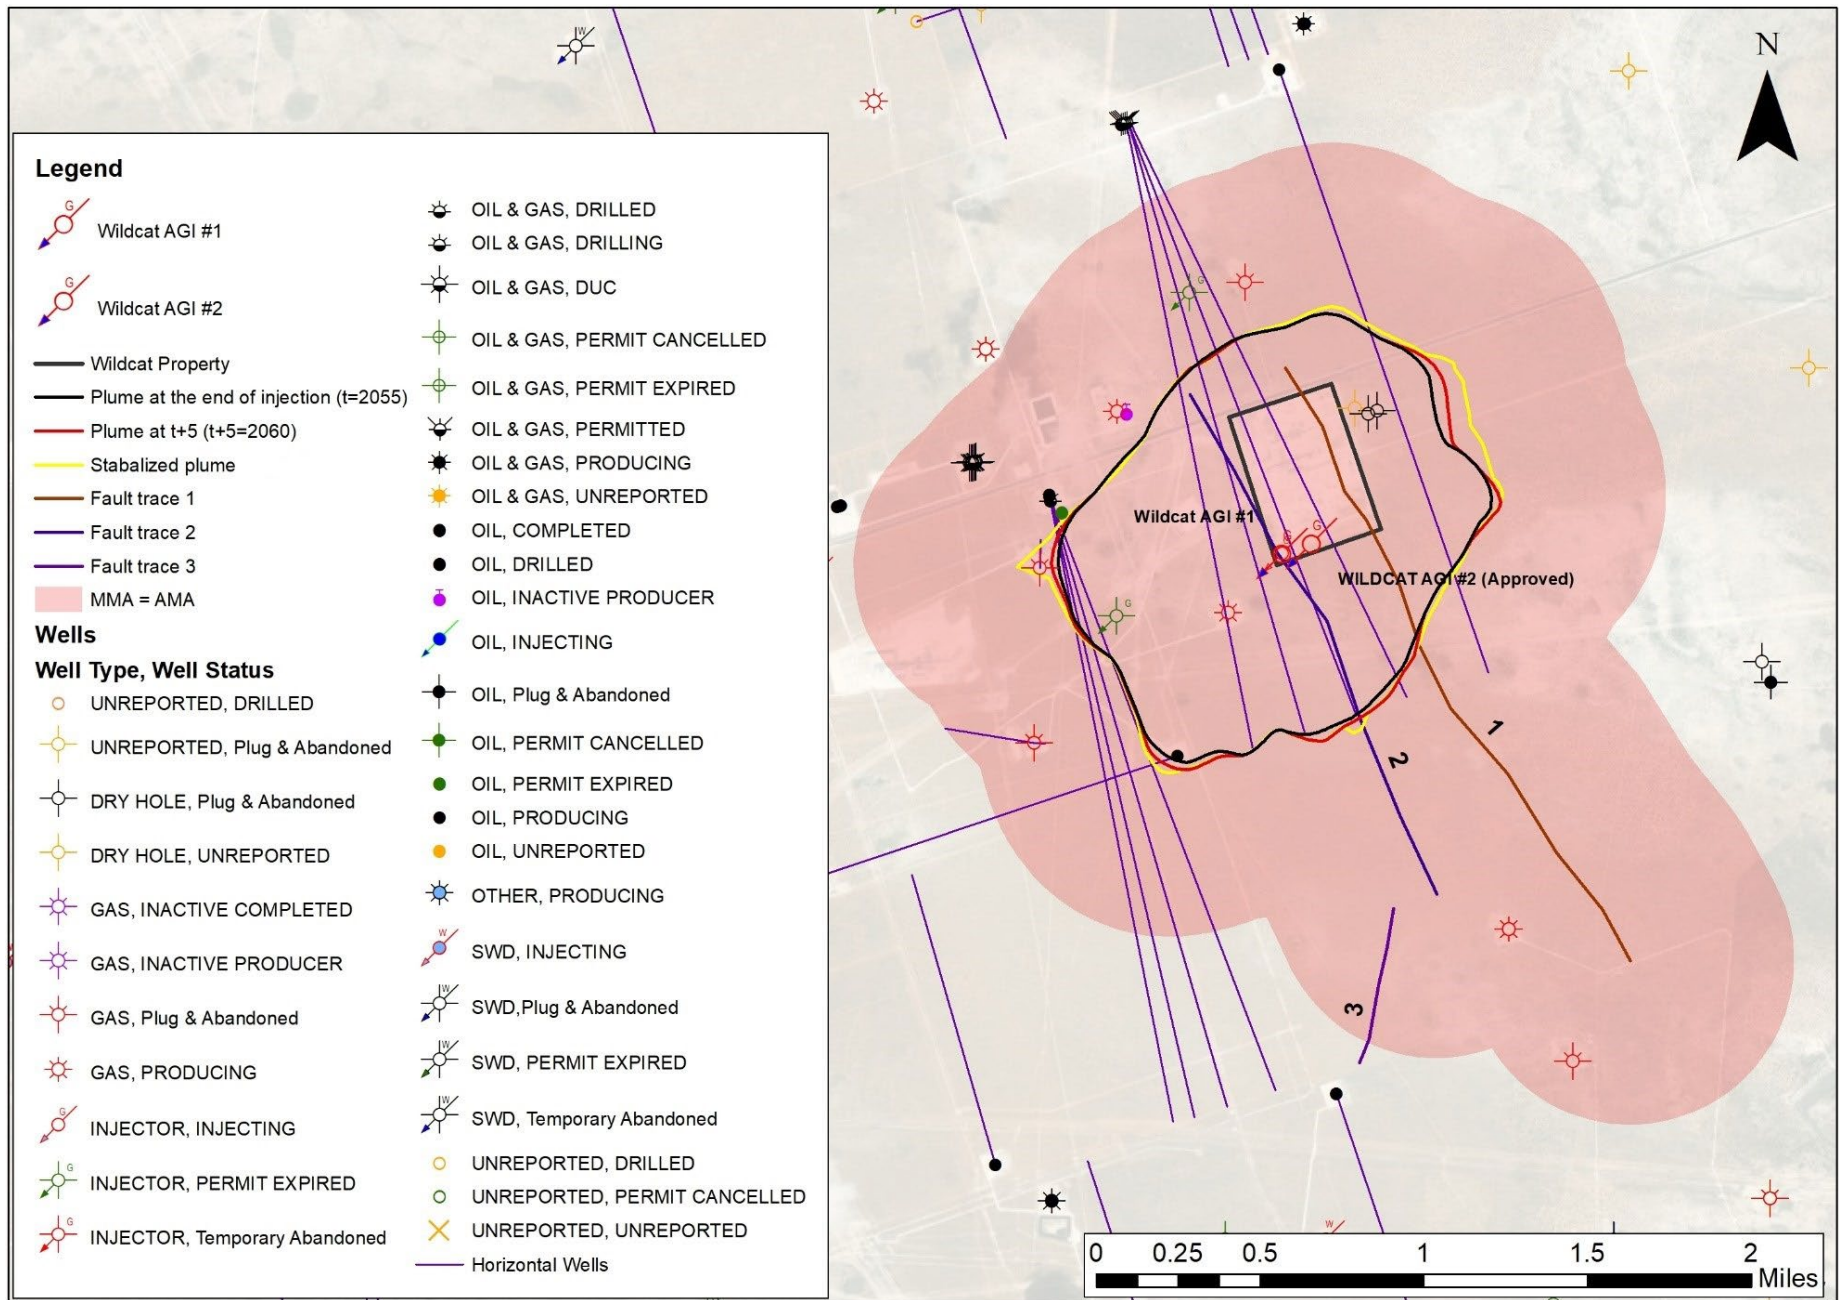 N
Legend
G
Wildcat AGI #1
G
Wildcat AGI #2
Wildcat Property
Plume at the end of injection (t=2055)
Plume at t+5 (t+5=2060)
Stabalized plume
Fault trace 1
Fault trace 2
Fault trace 3
MMA = AMA
Wells
Well Type, Well Status
UNREPORTED, DRILLED
UNREPORTED, Plug & Abandoned
DRY HOLE, Plug & Abandoned
DRY HOLE, UNREPORTED
GAS, INACTIVE COMPLETED
GAS, INACTIVE PRODUCER
GAS, Plug & Abandoned
GAS, PRODUCING
G
INJECTOR, INJECTING
G
INJECTOR, PERMIT EXPIRED
G
INJECTOR, Temporary Abandoned
OIL & GAS, DRILLED
OIL & GAS, DRILLING
OIL & GAS, DUC
OIL & GAS, PERMIT CANCELLED
OIL & GAS, PERMIT EXPIRED
OIL & GAS, PERMITTED
OIL & GAS, PRODUCING
OIL & GAS, UNREPORTED
OIL, COMPLETED
OIL, DRILLED
OIL, INACTIVE PRODUCER
OIL, INJECTING
OIL, Plug & Abandoned
OIL, PERMIT CANCELLED
OIL, PERMIT EXPIRED
OIL, PRODUCING
OIL, UNREPORTED
OTHER, PRODUCING
W
SWD, INJECTING
W
SWD,Plug & Abandoned
W
SWD, PERMIT EXPIRED
W
SWD, Temporary Abandoned
UNREPORTED, DRILLED
UNREPORTED, PERMIT CANCELLED
UNREPORTED, UNREPORTED
Horizontal Wells
W
G
Wildcat AGI #1
G
G
WILDCAT AGI #2 (Approved)
G
1
2
3
W
0 0.25 0.5 1 1.5 2
Miles